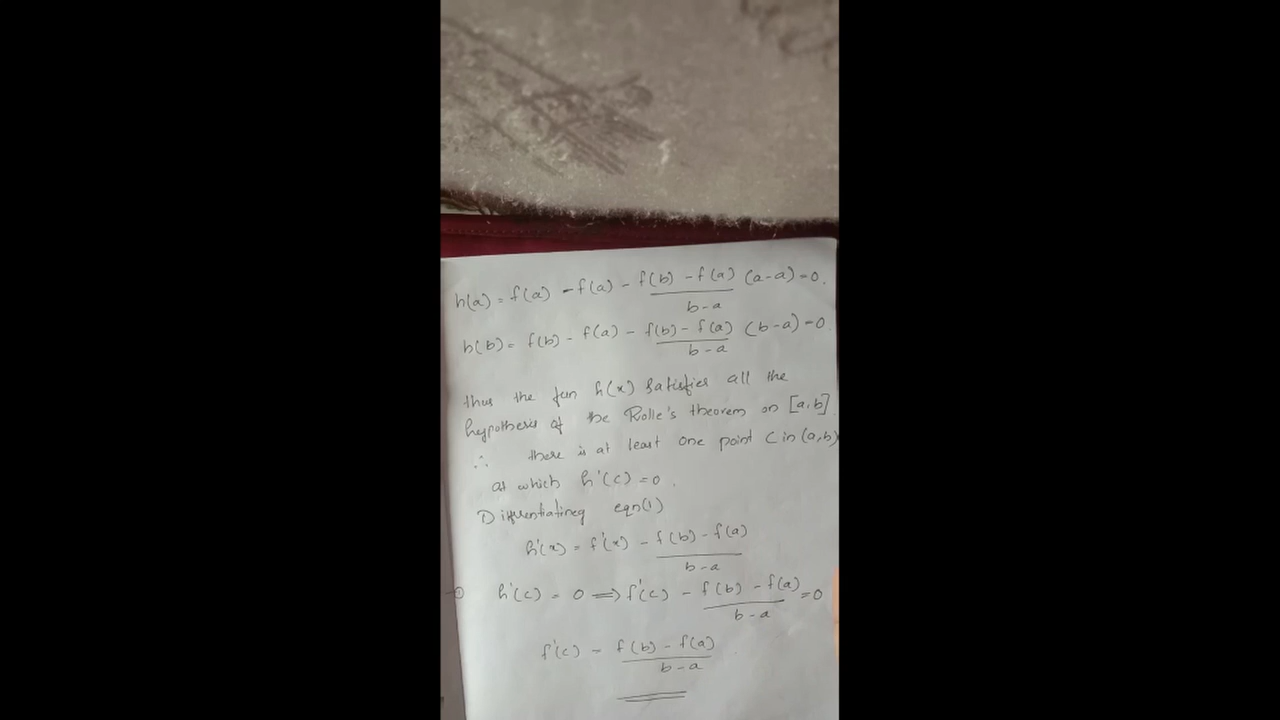 h(a) = f(a) - f(a) - f(b) - f(a) (a-a) = 0.
b-a
h(b) = f(b) - f(a) - f(b) - f(a) (b-a) = 0.
b-a
thus the fun h(x) satisfies all the
hypothesis of the Rolle's theorem on [a,b]
∴ there is at least one point C in (a,b)
at which h'(c) = 0.
Differentiating eqn(1)
h'(x) = f'(x) - f(b) - f(a)
b-a
h'(c) = 0 ⟹ f'(c) - f(b) - f(a) = 0
b-a
f'(c) = f(b) - f(a)
b-a